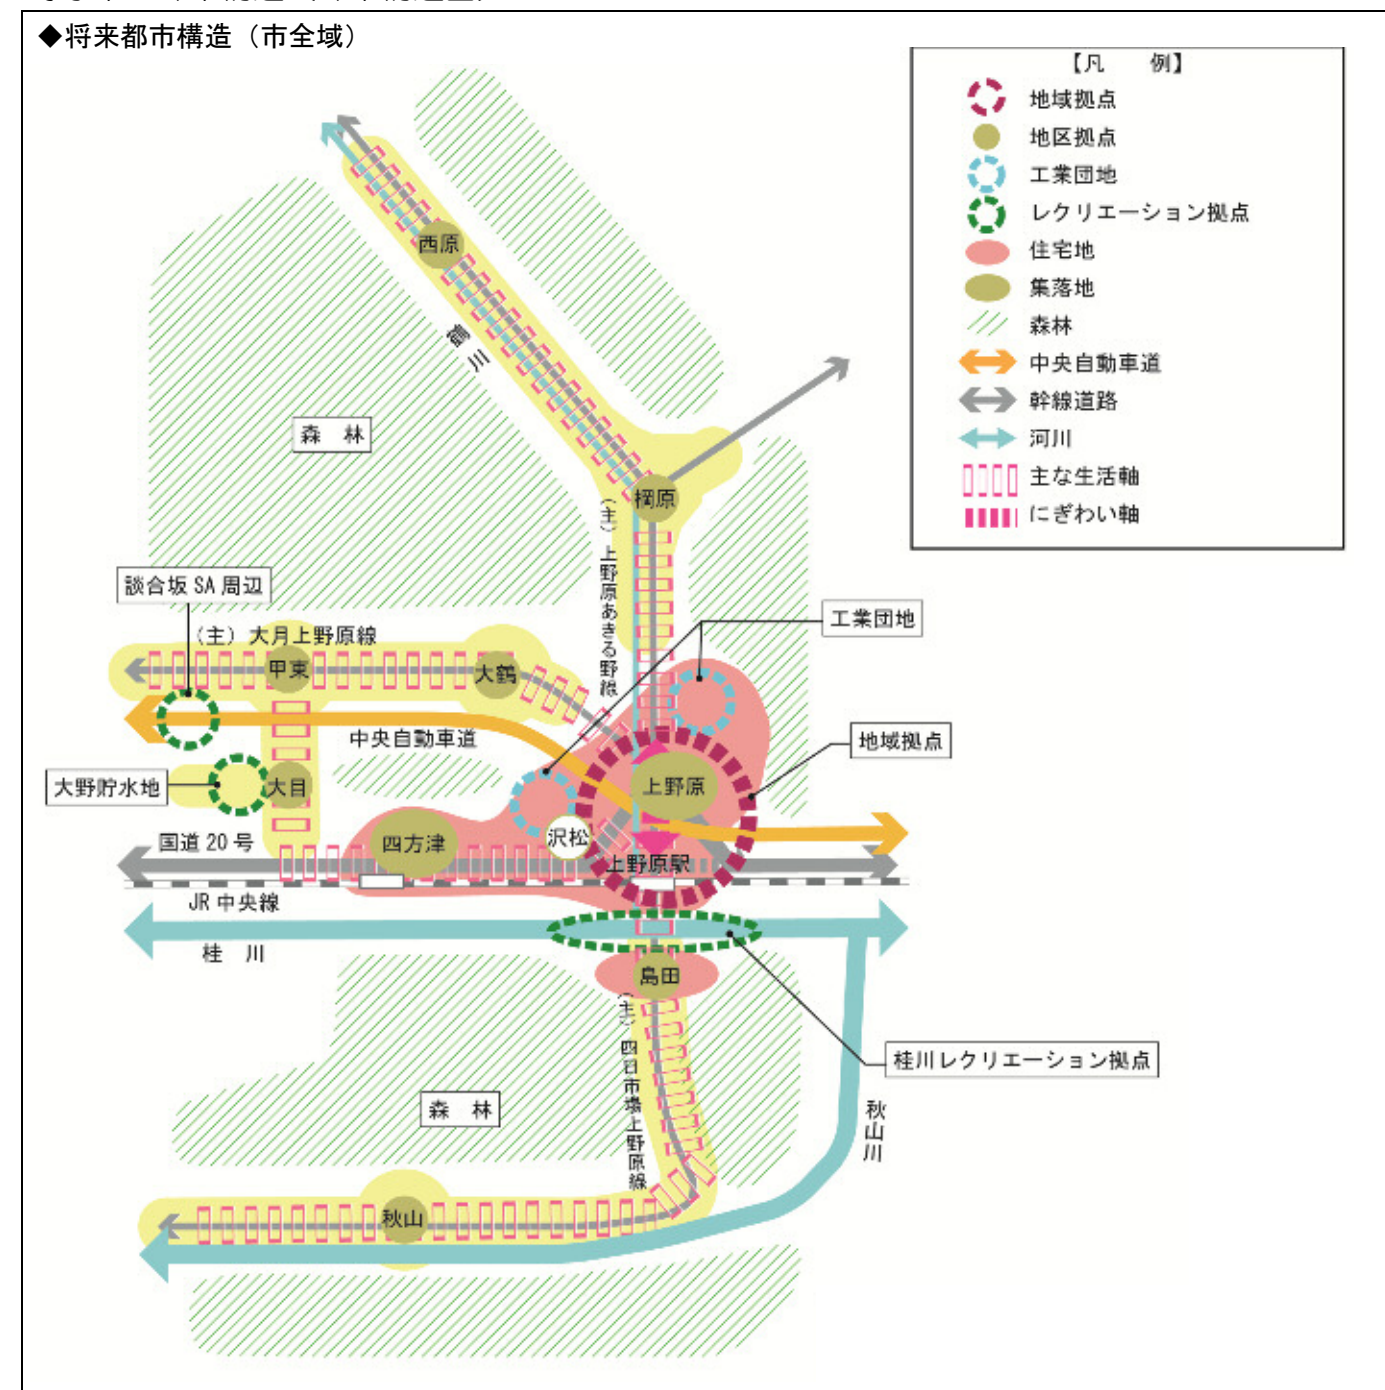 ◆将来都市構造（市全域）
【凡　例】
地域拠点
地区拠点
工業団地
レクリエーション拠点
住宅地
集落地
森林
中央自動車道
幹線道路
河川
主な生活軸
にぎわい軸
西原
鶴川
森　林
棡原
（主）上野原あきる野線
談合坂 SA 周辺
（主）大月上野原線
甲東
大鶴
工業団地
中央自動車道
地域拠点
大野貯水地
大目
上野原
国道 20 号
四方津
沢松
上野原駅
JR 中央線
桂　川
島田
（主）四日市場上野原線
桂川レクリエーション拠点
森　林
秋山川
秋山